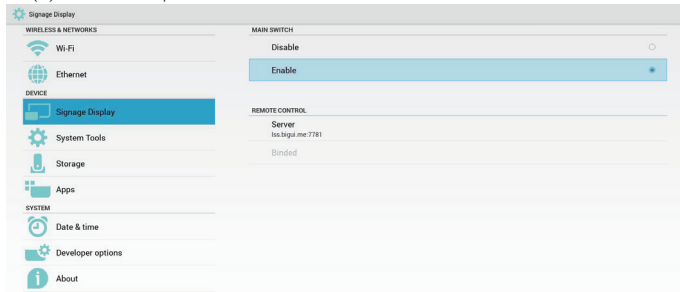 Signage Display
WIRELESS & NETWORKS
Wi-Fi
Ethernet
DEVICE
Signage Display
System Tools
Storage
Apps
SYSTEM
Date & time
Developer options
About
MAIN SWITCH
Disable
Enable
REMOTE CONTROL
Server
lss.bigui.me:7781
Binded